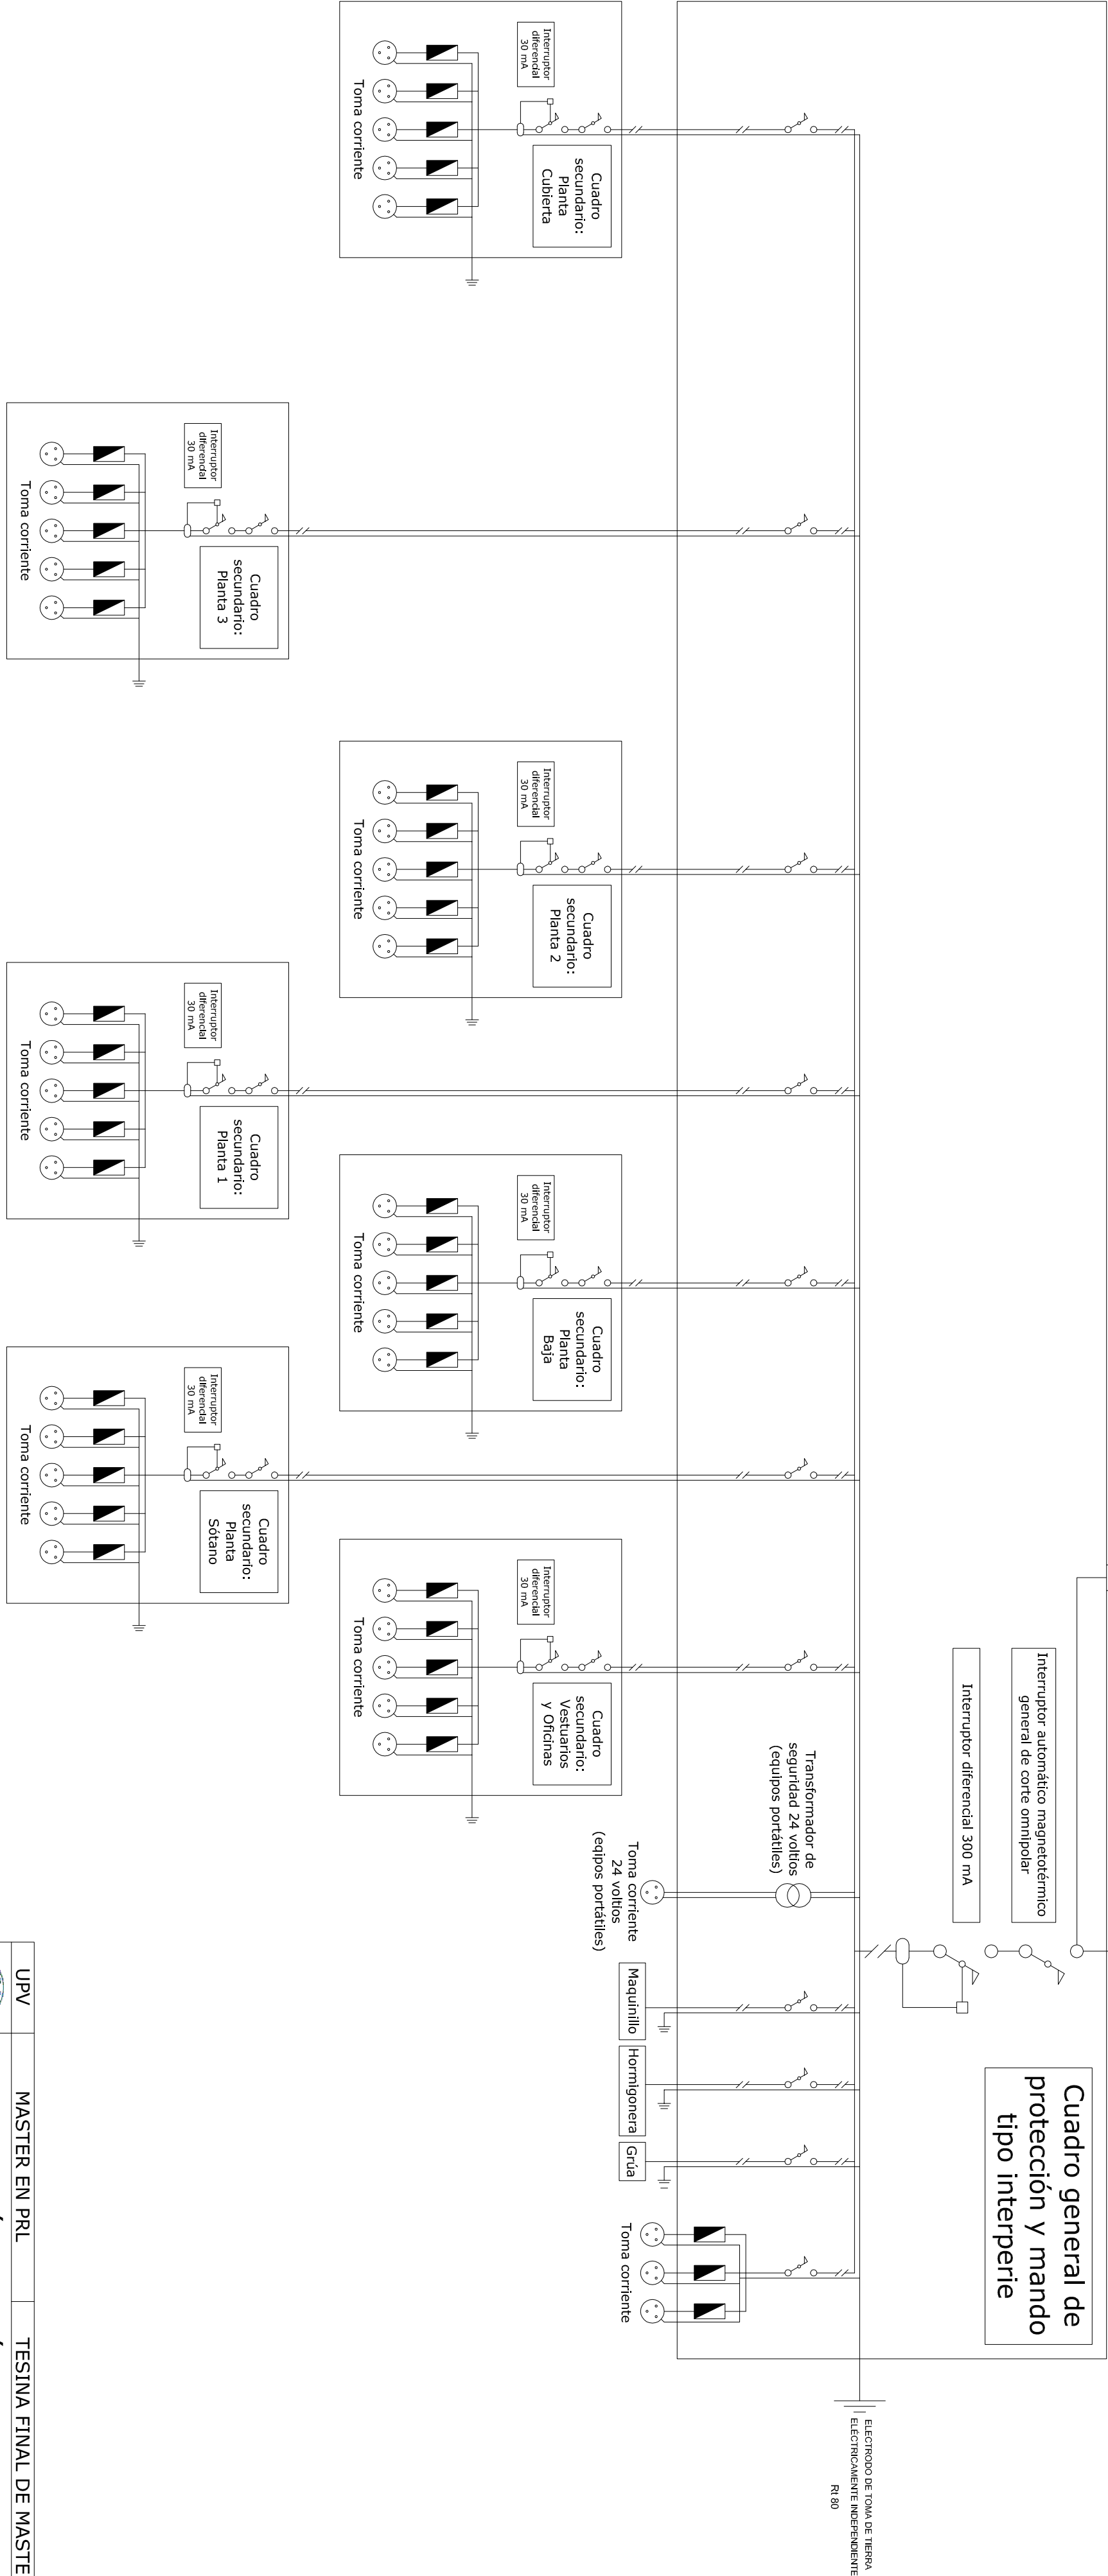 Cuadro general de
protección y mando
tipo interperie
Interruptor automático magnetotérmico
general de corte omnipolar
Interruptor diferencial 300 mA
ELECTRODO DE TOMA DE TIERRA
ELÉCTRICAMENTE INDEPENDIENTE
Rt 80
Transformador de
seguridad 24 voltios
(equipos portátiles)
Toma corriente
24 voltios
(eqipos portátiles)
Maquinillo
Hormigonera
Grúa
Toma corriente
Cuadro
secundario:
Planta
Cubierta
Interruptor
diferencial
30 mA
Toma corriente
Cuadro
secundario:
Planta 3
Interruptor
diferencial
30 mA
Toma corriente
Cuadro
secundario:
Planta 2
Interruptor
diferencial
30 mA
Toma corriente
Cuadro
secundario:
Planta 1
Interruptor
diferencial
30 mA
Toma corriente
Cuadro
secundario:
Planta
Baja
Interruptor
diferencial
30 mA
Toma corriente
Cuadro
secundario:
Planta
Sótano
Interruptor
diferencial
30 mA
Toma corriente
Cuadro
secundario:
Vestuarios
y Oficinas
Interruptor
diferencial
30 mA
Toma corriente
UPV
MASTER EN PRL
TESINA FINAL DE MASTE